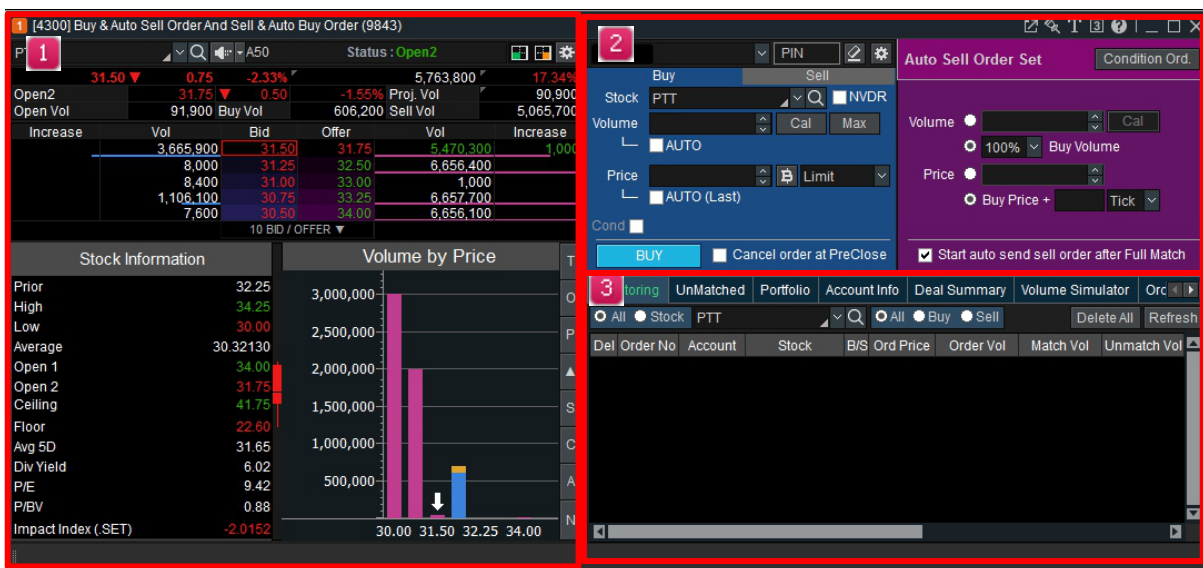 1 [4300] Buy & Auto Sell Order And Sell & Auto Buy Order (9843)
1 A50 Status : Open2
31.50 ▼ 0.75 -2.33% 5,763,800 17.34%
Open2 31.75 ▼ 0.50 -1.55% Proj. Vol 90,900
Open Vol 91,900 Buy Vol 606,200 Sell Vol 5,065,700
Increase Vol Bid Offer Vol Increase
3,665,900 31.50 31.75 5,470,300 1,000
8,000 31.25 32.50 6,656,400
8,400 31.00 33.00 1,000
1,106,100 30.75 33.25 6,657,700
7,600 30.50 34.00 6,656,100
10 BID / OFFER ▼
Stock Information
Prior 32.25
High 34.25
Low 30.00
Average 30.32130
Open 1 34.00
Open 2 31.75
Ceiling 41.75
Floor 22.60
Avg 5D 31.65
Div Yield 6.02
P/E 9.42
P/BV 0.88
Impact Index (.SET) -2.0152
Volume by Price
3,000,000
2,500,000
2,000,000
1,500,000
1,000,000
500,000
30.00 31.50 32.25 34.00
T
O
P
▲
S
C
A
N
2 PIN
Buy Sell
Stock PTT NVDR
Volume Cal Max
AUTO
Price Limit
AUTO (Last)
Cond
BUY Cancel order at PreClose
T 3 ?
Auto Sell Order Set Condition Ord.
Volume Cal
100% Buy Volume
Price
Buy Price + Tick
Start auto send sell order after Full Match
3 toring UnMatched Portfolio Account Info Deal Summary Volume Simulator Orc
All Stock PTT All Buy Sell Delete All Refresh
Del Order No Account Stock B/S Ord Price Order Vol Match Vol Unmatch Vol